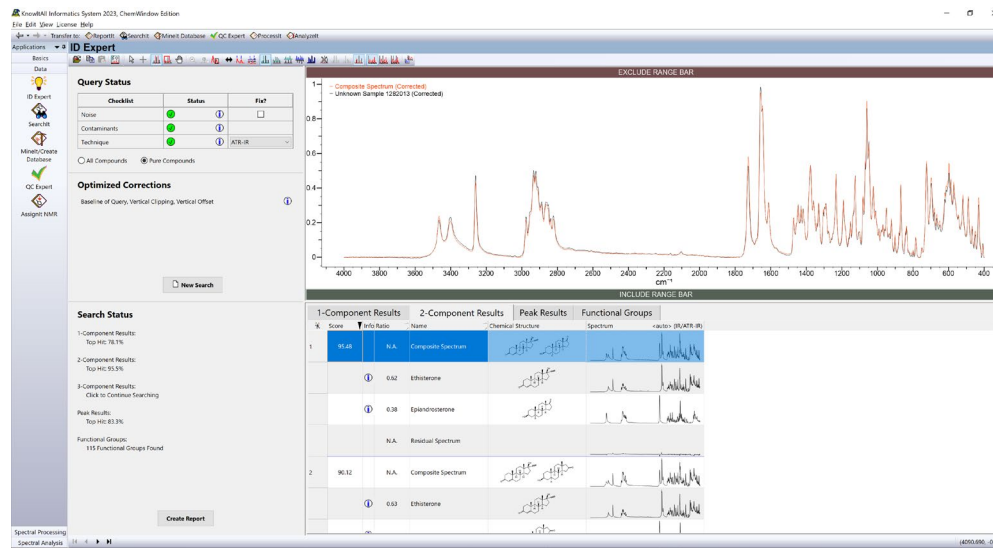 KnowItAll Informatics System 2023, ChemWindow Edition
File Edit View License Help
Transfer to: ReportIt SearchIt MineIt Database QC Expert ProcessIt AnalyzeIt
Applications
ID Expert
Basics
Data
ID Expert
SearchIt
MineIt/Create
Database
QC Expert
AssignIt NMR
Spectral Processing
Spectral Analysis
Query Status
Checklist Status Fix?
Noise
Contaminants
Technique ATR-IR
All Compounds Pure Compounds
Optimized Corrections
Baseline of Query, Vertical Clipping, Vertical Offset
New Search
Search Status
1-Component Results:
Top Hit: 78.1%
2-Component Results:
Top Hit: 95.5%
3-Component Results:
Click to Continue Searching
Peak Results:
Top Hit: 83.3%
Functional Groups:
115 Functional Groups Found
Create Report
EXCLUDE RANGE BAR
- Composite Spectrum (Corrected)
- Unknown Sample 1282013 (Corrected)
1
0.8
0.6
0.4
0.2
0
4000 3800 3600 3400 3200 3000 2800 2600 2400 2200 2000 1800 1600 1400 1200 1000 800 600 400
cm⁻¹
INCLUDE RANGE BAR
1-Component Results 2-Component Results Peak Results Functional Groups
Score Info Ratio Name Chemical Structure Spectrum <auto> (IR/ATR-IR)
1 95.48 N.A. Composite Spectrum
0.62 Ethisterone
0.38 Epiandrosterone
N.A. Residual Spectrum
2 N.A. Composite Spectrum
0.63 Ethisterone